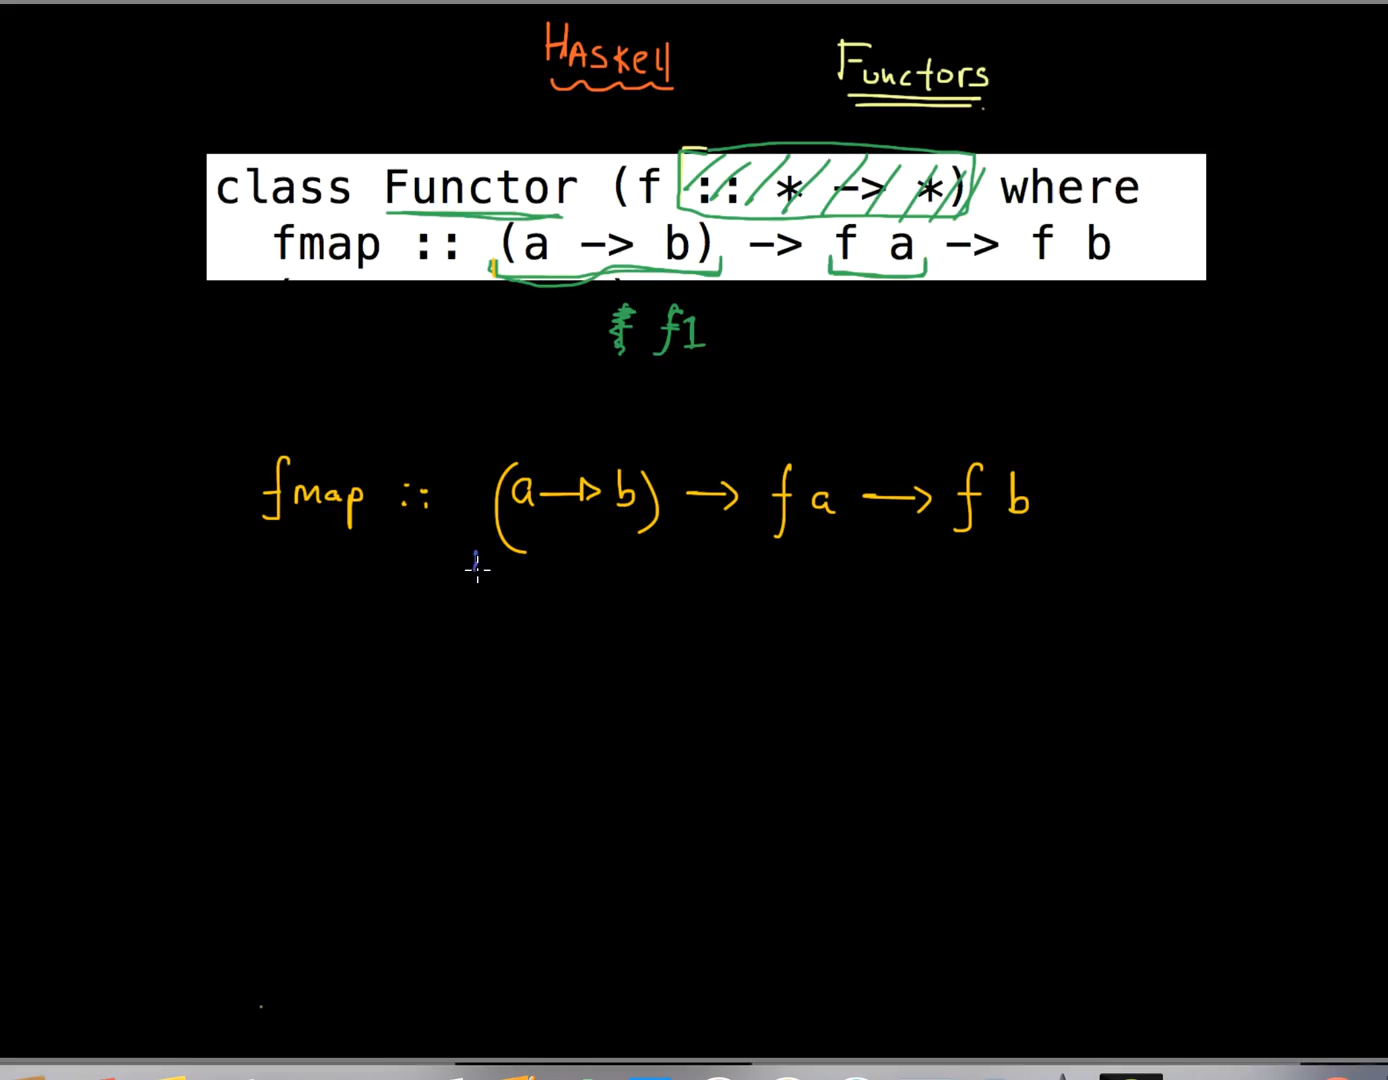 Haskell Functors
class Functor (f :: * -> *) where
fmap :: (a -> b) -> f a -> f b
f1
fmap :: (a -> b) -> f a -> f b